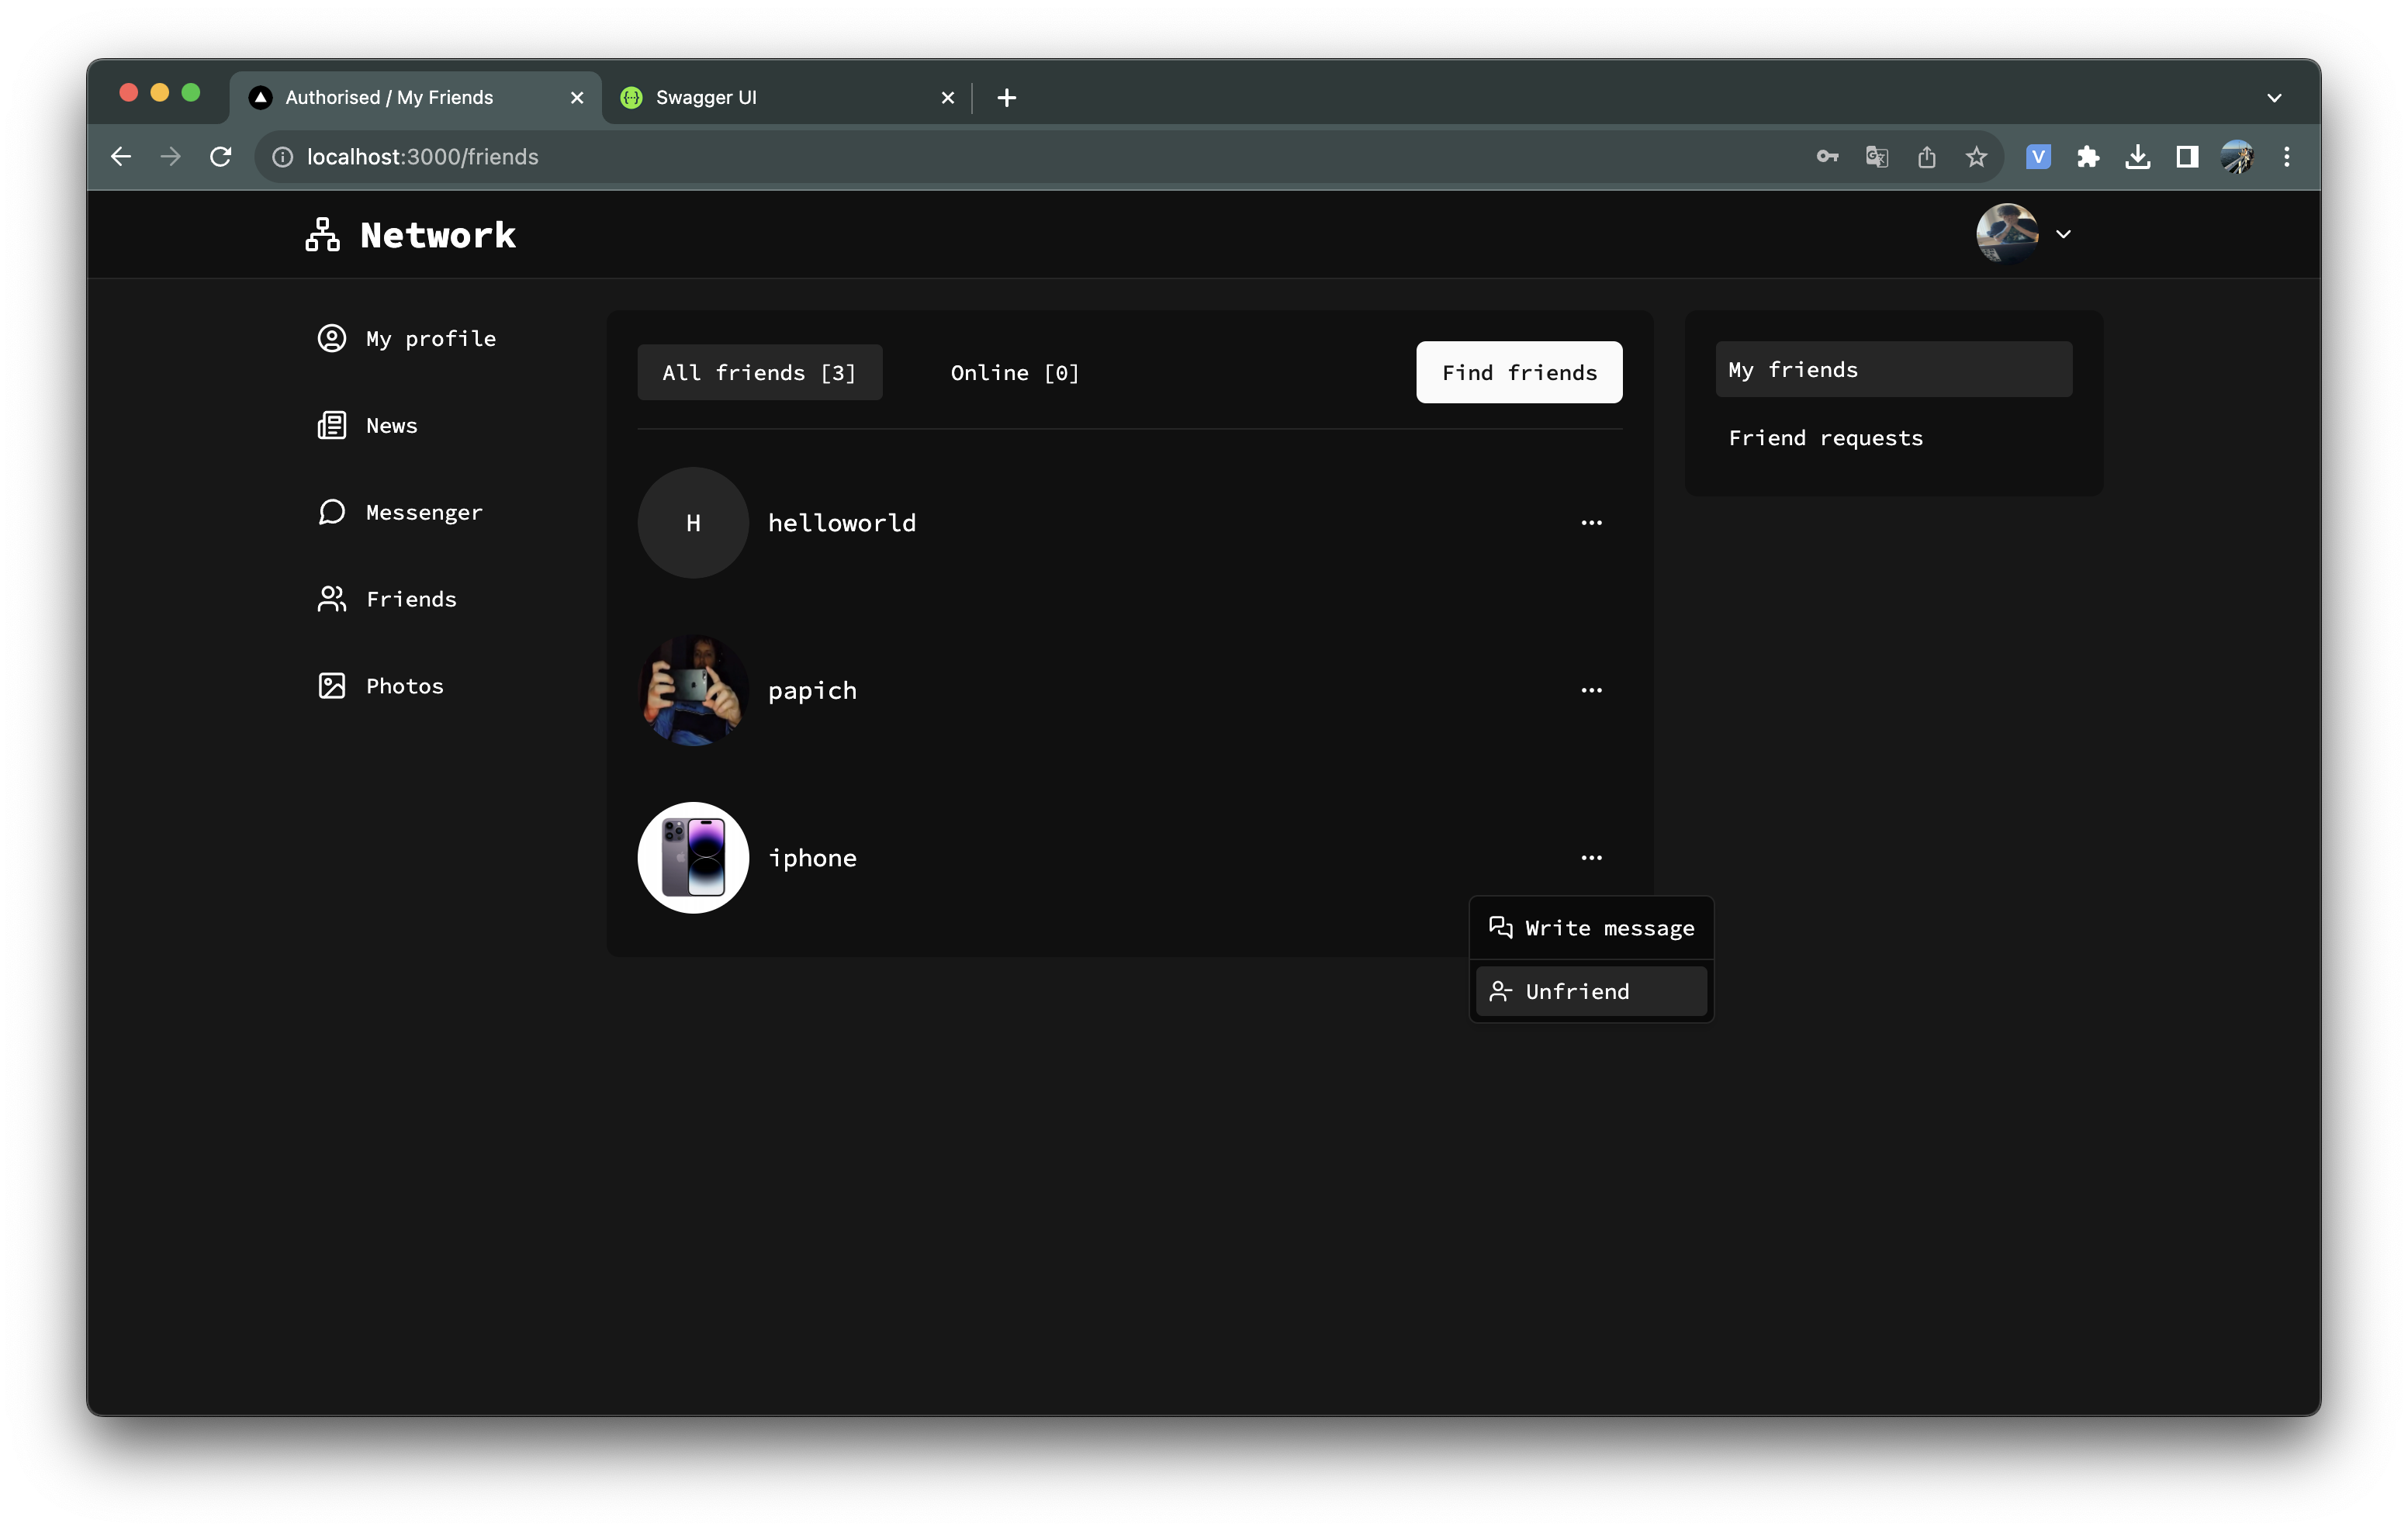 Authorised / My Friends
Swagger UI
localhost:3000/friends
V
Network
My profile
News
Messenger
Friends
Photos
All friends [3]
Online [0]
Find friends
H
helloworld
papich
iphone
Write message
Unfriend
My friends
Friend requests